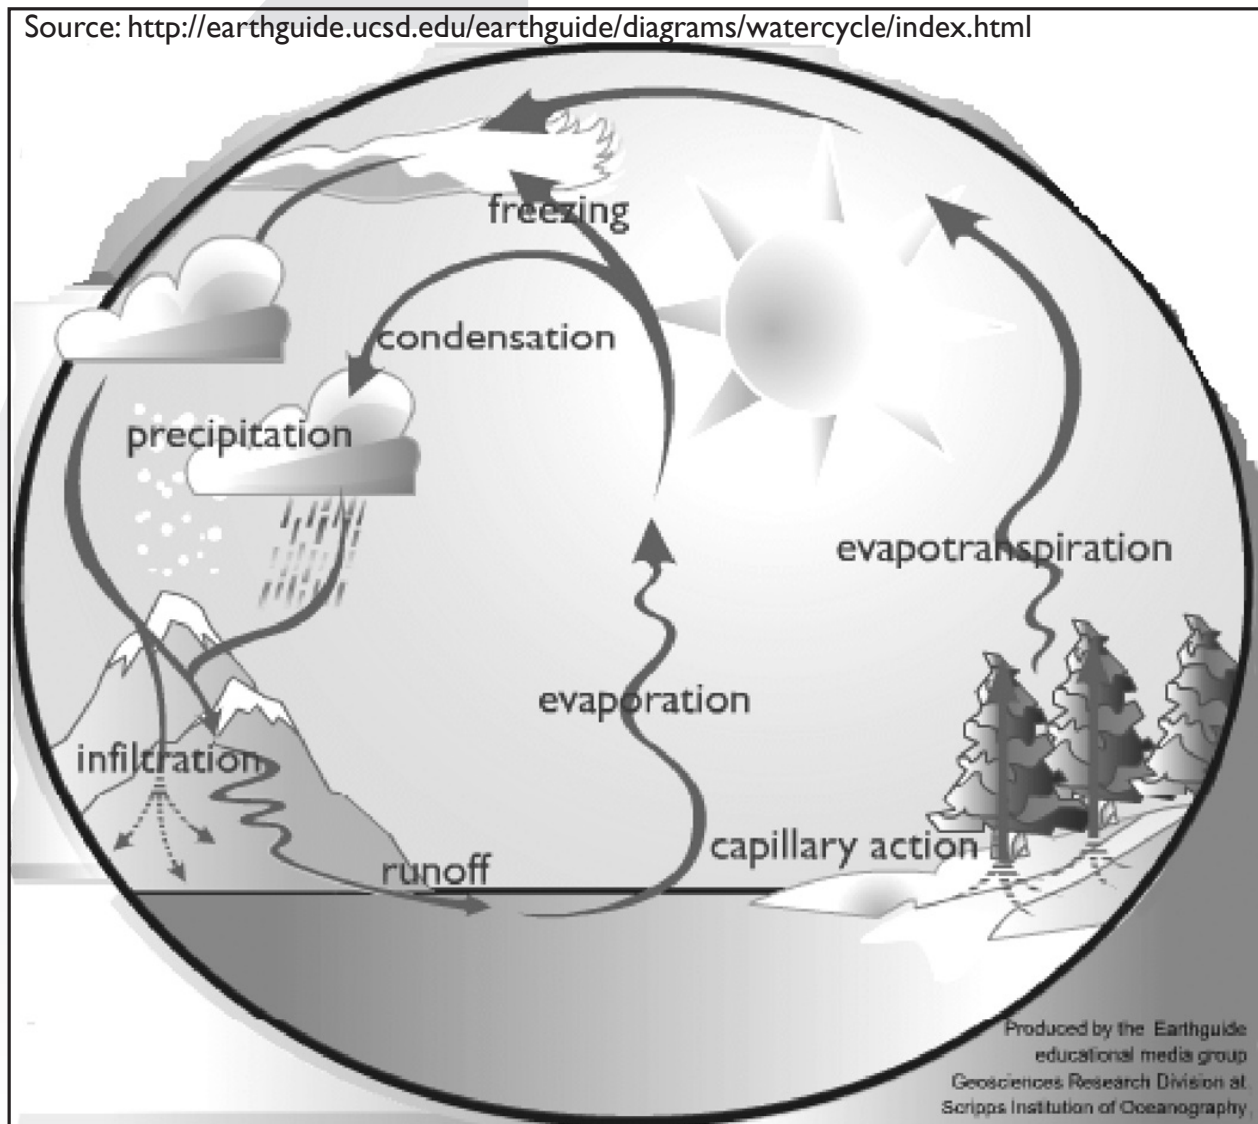 Source: http://earthguide.ucsd.edu/earthguide/diagrams/watercycle/index.html
freezing
condensation
precipitation
evapotranspiration
evaporation
infiltration
capillary action
runoff
Produced by the Earthguide
educational media group
Geosciences Research Division at
Scripps Institution of Oceanography